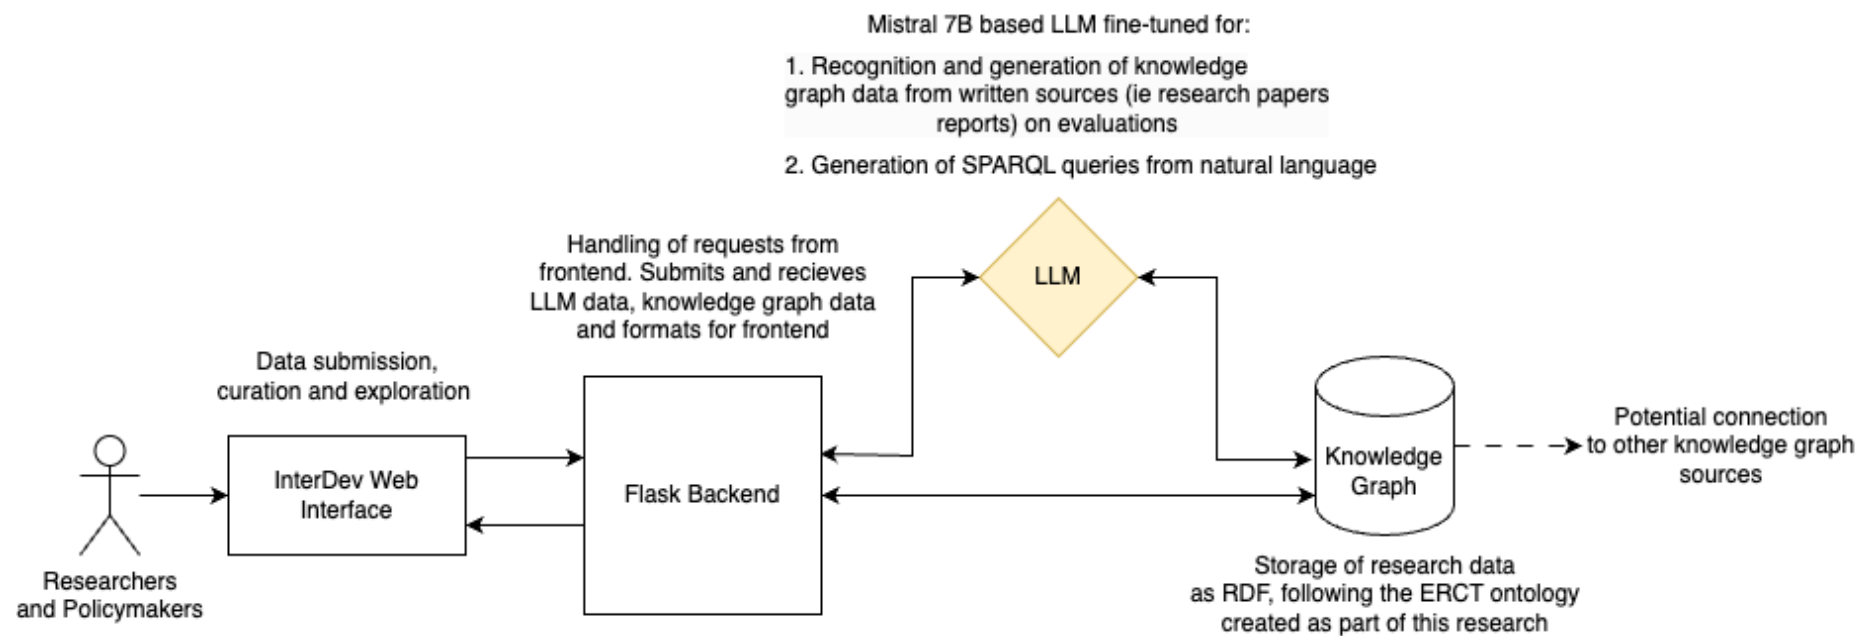 Mistral 7B based LLM fine-tuned for:
1. Recognition and generation of knowledge
graph data from written sources (ie research papers
reports) on evaluations
2. Generation of SPARQL queries from natural language
Handling of requests from
frontend. Submits and recieves
LLM data, knowledge graph data
and formats for frontend
LLM
Data submission,
curation and exploration
InterDev Web
Interface
Flask Backend
Knowledge
Graph
Potential connection
to other knowledge graph
sources
Researchers
and Policymakers
Storage of research data
as RDF, following the ERCT ontology
created as part of this research